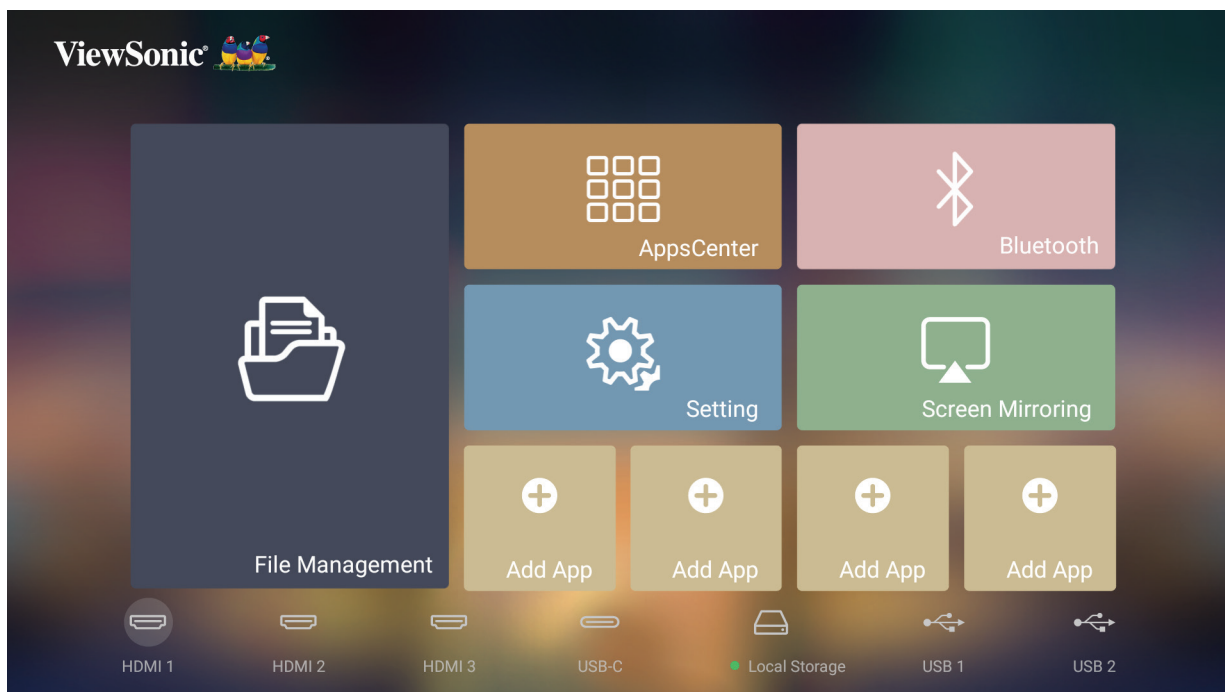 ViewSonic®
AppsCenter
Bluetooth
Setting
Screen Mirroring
File Management
Add App
Add App
Add App
Add App
HDMI 1
HDMI 2
HDMI 3
USB-C
Local Storage
USB 1
USB 2